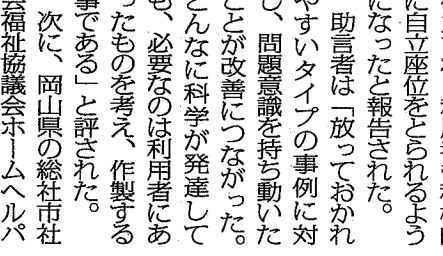 に自立座位をとられるよう
になったと報告された。
助言者は「放っておかれ
やすいタイプの事例に対
し、問題意識を持ち動いた
ことが改善につながった。
どんなに科学が発達して
も、必要なのは利用者にあ
ったものを考え、作製する
事である」と評された。
次に、岡山県の総社市社
会福祉協議会ホームヘルパ